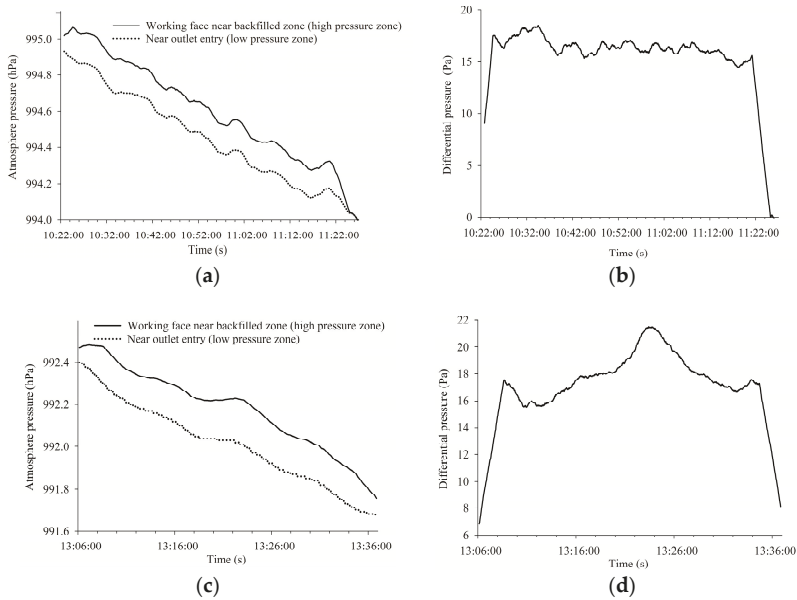 Working face near backfilled zone (high pressure zone)
Near outlet entry (low pressure zone)
Atmosphere pressure (hPa)
995.0
994.8
994.6
994.4
994.2
994.0
10:22:00 10:32:00 10:42:00 10:52:00 11:02:00 11:12:00 11:22:00
Time (s)
(a)
Differential pressure (Pa)
20
15
10
5
0
10:22:00 10:32:00 10:42:00 10:52:00 11:02:00 11:12:00 11:22:00
Time (s)
(b)
Working face near backfilled zone (high pressure zone)
Near outlet entry (low pressure zone)
Atmosphere pressure (hPa)
992.4
992.2
992.0
991.8
991.6
13:06:00 13:16:00 13:26:00 13:36:00
Time (s)
(c)
Differential pressure (Pa)
22
20
18
16
14
12
10
8
6
13:06:00 13:16:00 13:26:00 13:36:00
Time (s)
(d)